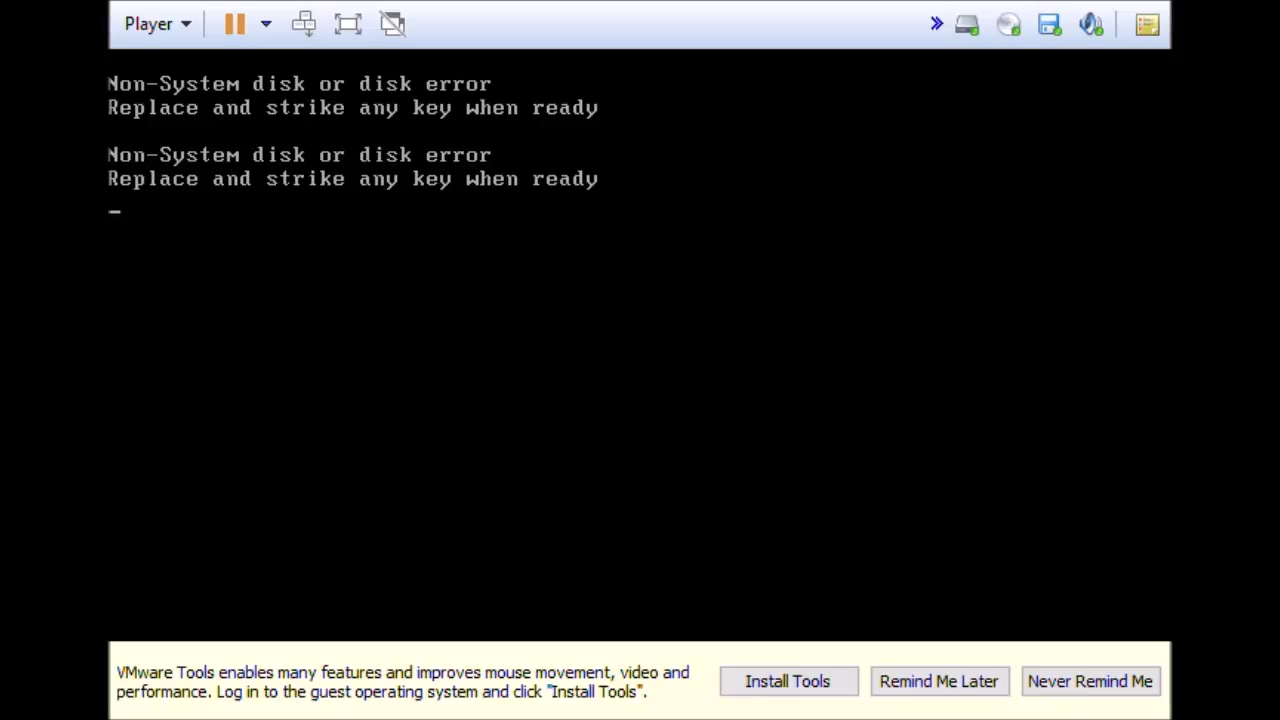 Player
Non-System disk or disk error
Replace and strike any key when ready
Non-System disk or disk error
Replace and strike any key when ready
VMware Tools enables many features and improves mouse movement, video and
performance. Log in to the guest operating system and click "Install Tools".
Install Tools
Remind Me Later
Never Remind Me